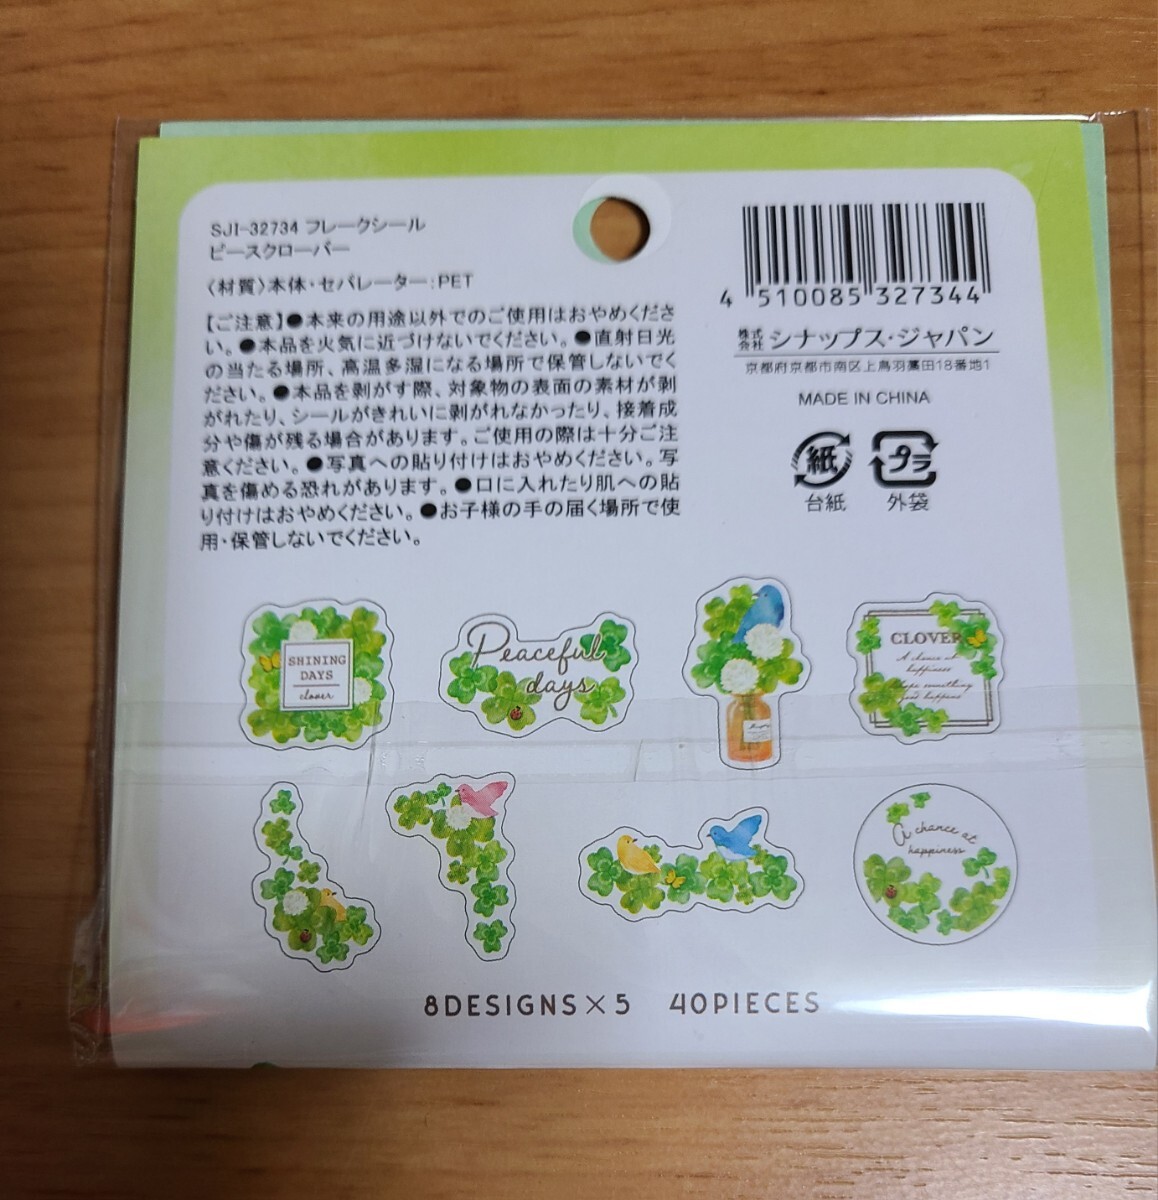 SJI-32734 フレークシール
ピースクローバー
〈材質〉本体・セパレーター:PET
【ご注意】●本来の用途以外でのご使用はおやめくださ
い。●本品を火気に近づけないでください。●直射日光
の当たる場所、高温多湿になる場所で保管しないでく
ださい。●本品を剥がす際、対象物の表面の素材が剥
がれたり、シールがきれいに剥がれなかったり、接着成
分や傷が残る場合があります。ご使用の際は十分ご注
意ください。●写真への貼り付けはおやめください。写
真を傷める恐れがあります。●口に入れたり肌への貼
り付けはおやめください。●お子様の手の届く場所で使
用・保管しないでください。
4 510085 327344
株式会社 シナップス・ジャパン
京都府京都市南区上鳥羽藁田18番地1
MADE IN CHINA
紙 プラ
台紙 外袋
SHINING
DAYS
clover
Peaceful
days
CLOVER
A chance at
happiness
hope something
good happens
A chance at
happiness
8DESIGNS×5 40PIECES